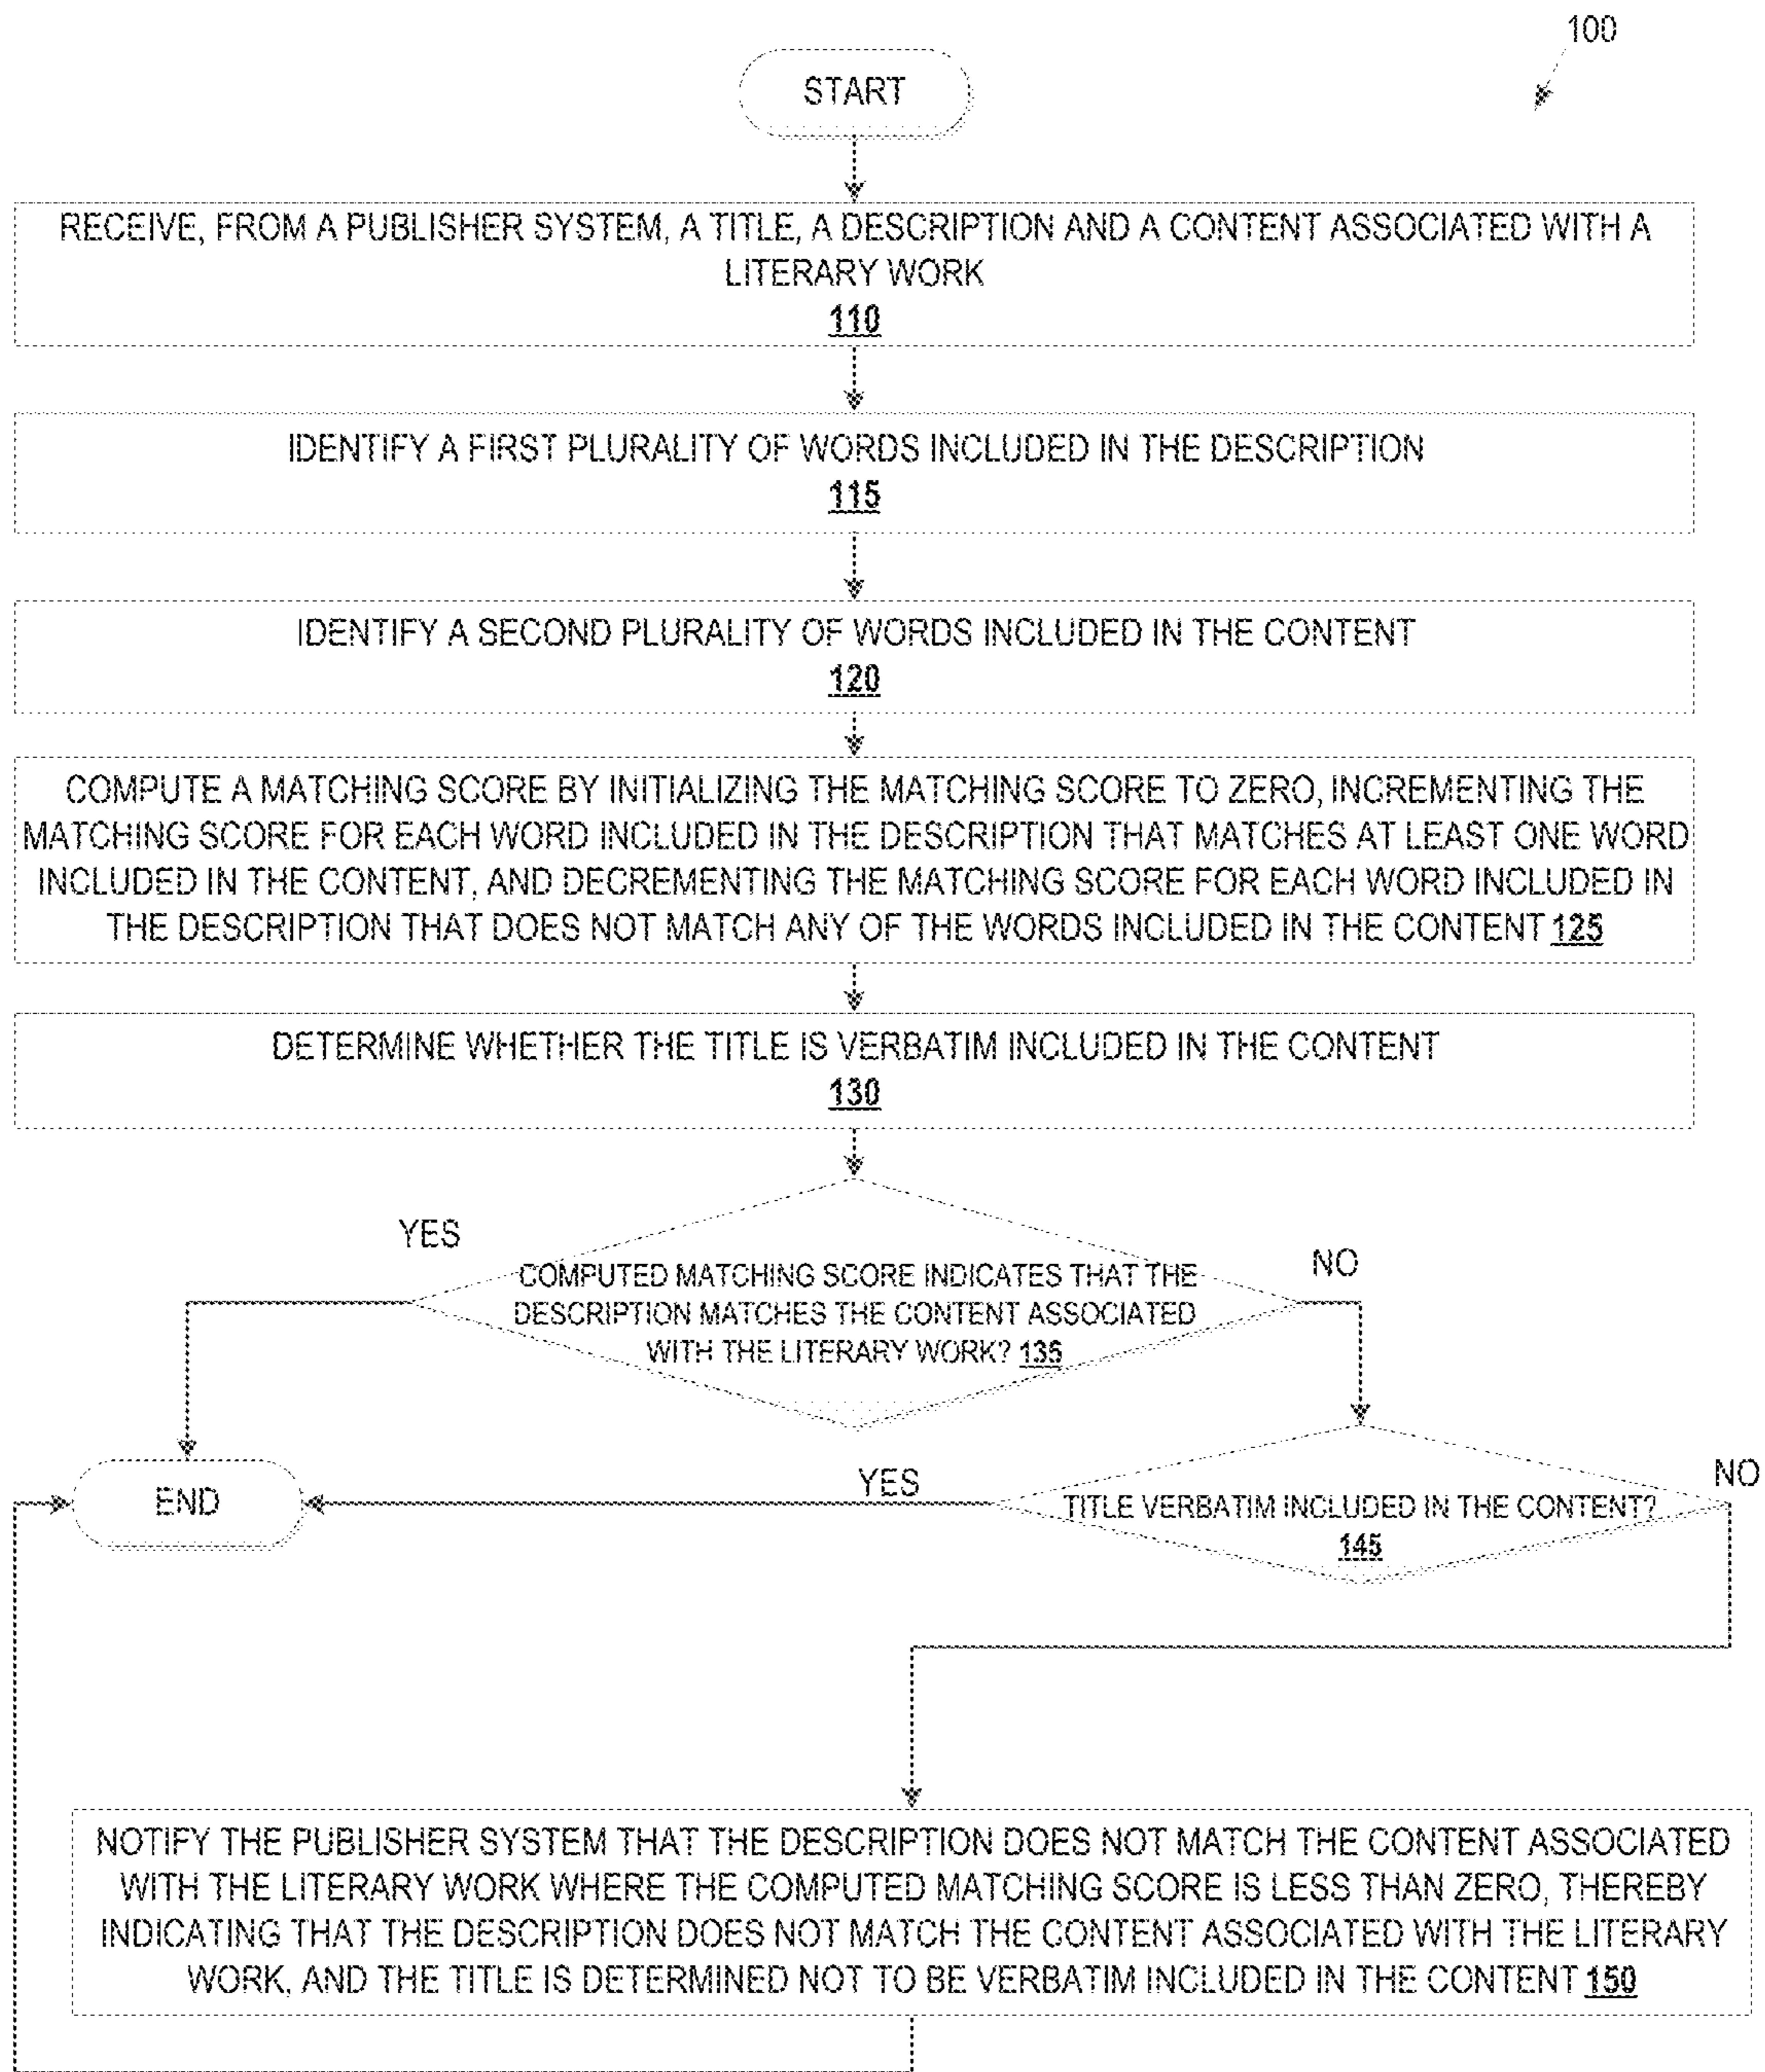 100
START
RECEIVE, FROM A PUBLISHER SYSTEM, A TITLE, A DESCRIPTION AND A CONTENT ASSOCIATED WITH A
LITERARY WORK
110
IDENTIFY A FIRST PLURALITY OF WORDS INCLUDED IN THE DESCRIPTION
115
IDENTIFY A SECOND PLURALITY OF WORDS INCLUDED IN THE CONTENT
120
COMPUTE A MATCHING SCORE BY INITIALIZING THE MATCHING SCORE TO ZERO, INCREMENTING THE
MATCHING SCORE FOR EACH WORD INCLUDED IN THE DESCRIPTION THAT MATCHES AT LEAST ONE WORD
INCLUDED IN THE CONTENT, AND DECREMENTING THE MATCHING SCORE FOR EACH WORD INCLUDED IN
THE DESCRIPTION THAT DOES NOT MATCH ANY OF THE WORDS INCLUDED IN THE CONTENT 125
DETERMINE WHETHER THE TITLE IS VERBATIM INCLUDED IN THE CONTENT
130
YES
NO
COMPUTED MATCHING SCORE INDICATES THAT THE
DESCRIPTION MATCHES THE CONTENT ASSOCIATED
WITH THE LITERARY WORK? 135
END
YES
NO
TITLE VERBATIM INCLUDED IN THE CONTENT?
145
NOTIFY THE PUBLISHER SYSTEM THAT THE DESCRIPTION DOES NOT MATCH THE CONTENT ASSOCIATED
WITH THE LITERARY WORK WHERE THE COMPUTED MATCHING SCORE IS LESS THAN ZERO, THEREBY
INDICATING THAT THE DESCRIPTION DOES NOT MATCH THE CONTENT ASSOCIATED WITH THE LITERARY
WORK, AND THE TITLE IS DETERMINED NOT TO BE VERBATIM INCLUDED IN THE CONTENT 150